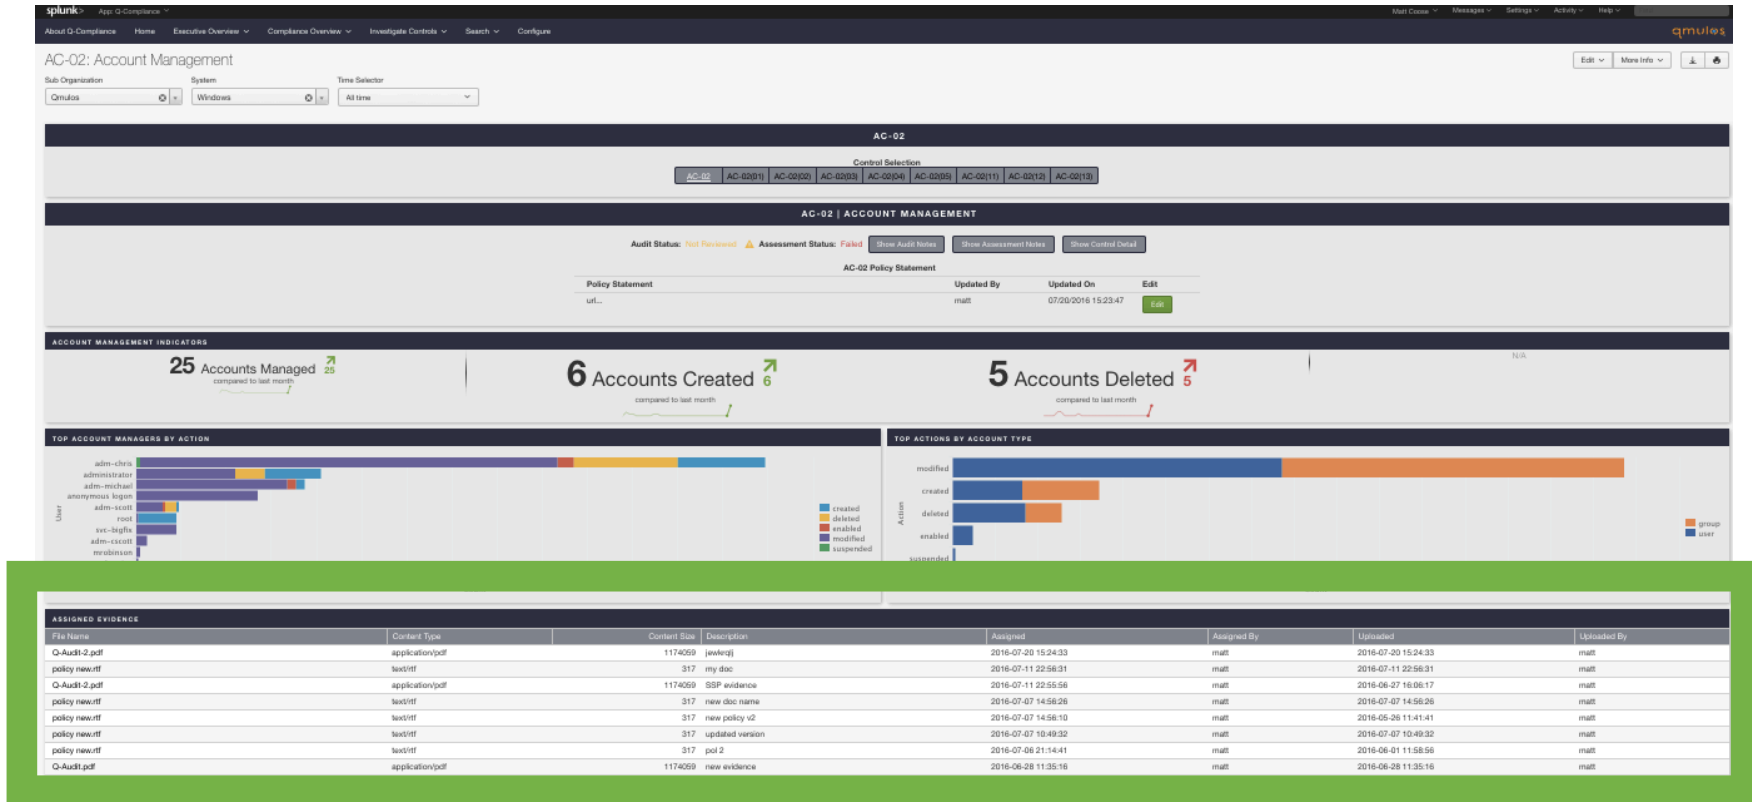 splunk> App: Q-Compliance Matt Coose Messages Settings Activity Help
About Q-Compliance Home Executive Overview Compliance Overview Investigate Controls Search Configure qmulos
AC-02: Account Management Edit More Info
Sub Organization System Time Selector
Qmulos Windows All time
AC-02
Control Selection
AC-02 AC-02(01) AC-02(02) AC-02(03) AC-02(04) AC-02(05) AC-02(11) AC-02(12) AC-02(13)
AC-02 | ACCOUNT MANAGEMENT
Audit Status: Not Reviewed Assessment Status: Failed Show Audit Notes Show Assessment Notes Show Control Detail
AC-02 Policy Statement
Policy Statement Updated By Updated On Edit
url... matt 07/20/2016 15:23:47 Edit
ACCOUNT MANAGEMENT INDICATORS
25 Accounts Managed 25
compared to last month
6 Accounts Created 6
compared to last month
5 Accounts Deleted 5
compared to last month
N/A
TOP ACCOUNT MANAGERS BY ACTION
User
adm-chris
administrator
adm-michael
anonymous logon
adm-scott
root
svc-bigfix
adm-cscott
mrobinson
created
deleted
enabled
modified
suspended
TOP ACTIONS BY ACCOUNT TYPE
Action
modified
created
deleted
enabled
suspended
group
user
ASSIGNED EVIDENCE
File Name Content Type Content Size Description Assigned Assigned By Uploaded Uploaded By
Q-Audit-2.pdf application/pdf 1174059 jewkrqlj 2016-07-20 15:24:33 matt 2016-07-20 15:24:33 matt
policy new.rtf text/rtf 317 my doc 2016-07-11 22:56:31 matt 2016-07-11 22:56:31 matt
Q-Audit-2.pdf application/pdf 1174059 SSP evidence 2016-07-11 22:55:56 matt 2016-06-27 16:06:17 matt
policy new.rtf text/rtf 317 new doc name 2016-07-07 14:56:26 matt 2016-07-07 14:56:26 matt
policy new.rtf text/rtf 317 new policy v2 2016-07-07 14:56:10 matt 2016-05-26 11:41:41 matt
policy new.rtf text/rtf 317 updated version 2016-07-07 10:49:32 matt 2016-07-07 10:49:32 matt
policy new.rtf text/rtf 317 pol 2 2016-07-06 21:14:41 matt 2016-06-01 11:58:56 matt
Q-Audit.pdf application/pdf 1174059 new evidence 2016-06-28 11:35:16 matt 2016-06-28 11:35:16 matt